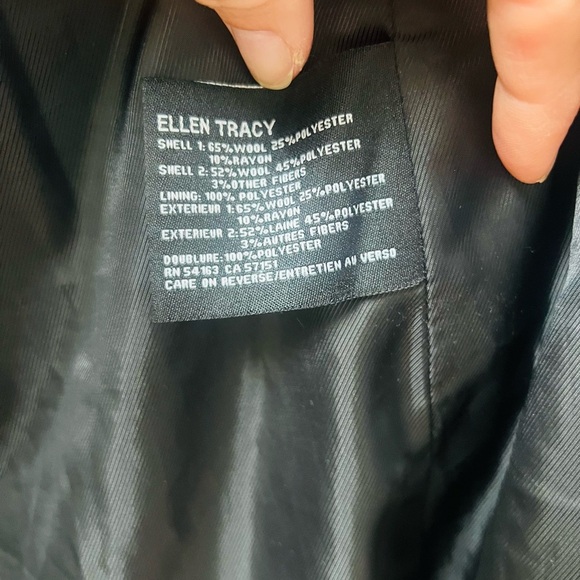 ELLEN TRACY
SHELL 1: 65%WOOL 25%POLYESTER
10%RAYON
SHELL 2: 52%WOOL 45%POLYESTER
3%OTHER FIBERS
LINING: 100% POLYESTER
EXTERIEUR 1:65%WOOL 25%POLYESTER
10%RAYON
EXTERIEUR 2:52%LAINE 45%POLYESTER
3%AUTRES FIBERS
DOUBLURE:100%POLYESTER
RN 54163 CA 57151
CARE ON REVERSE/ENTRETIEN AU VERSO